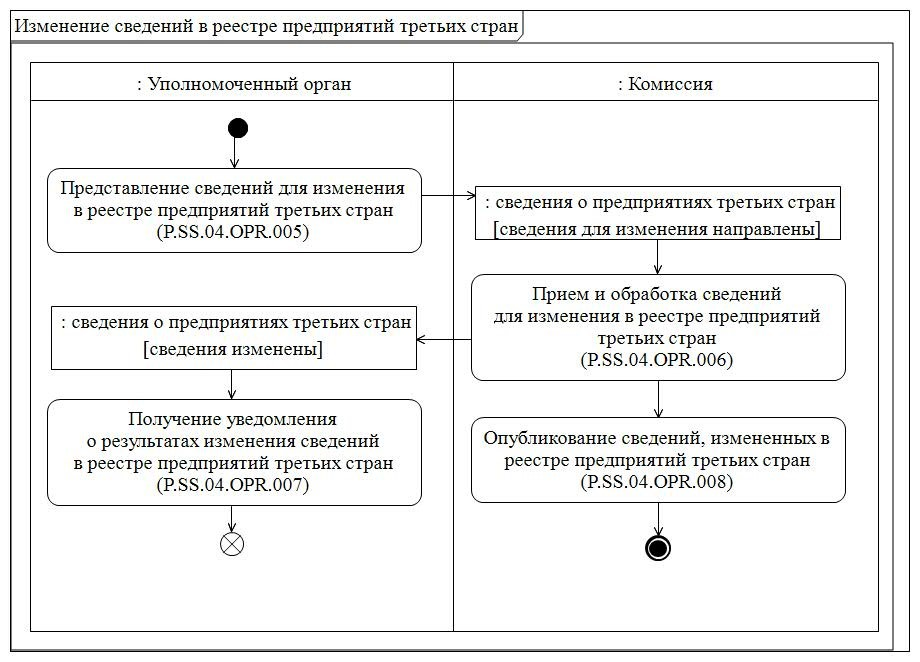 Изменение сведений в реестре предприятий третьих стран
: Уполномоченный орган
: Комиссия
Представление сведений для изменения
в реестре предприятий третьих стран
(P.SS.04.OPR.005)
: сведения о предприятиях третьих стран
[сведения для изменения направлены]
Прием и обработка сведений
для изменения в реестре предприятий
третьих стран
(P.SS.04.OPR.006)
: сведения о предприятиях третьих стран
[сведения изменены]
Получение уведомления
о результатах изменения сведений
в реестре предприятий третьих стран
(P.SS.04.OPR.007)
Опубликование сведений, измененных в
реестре предприятий третьих стран
(P.SS.04.OPR.008)